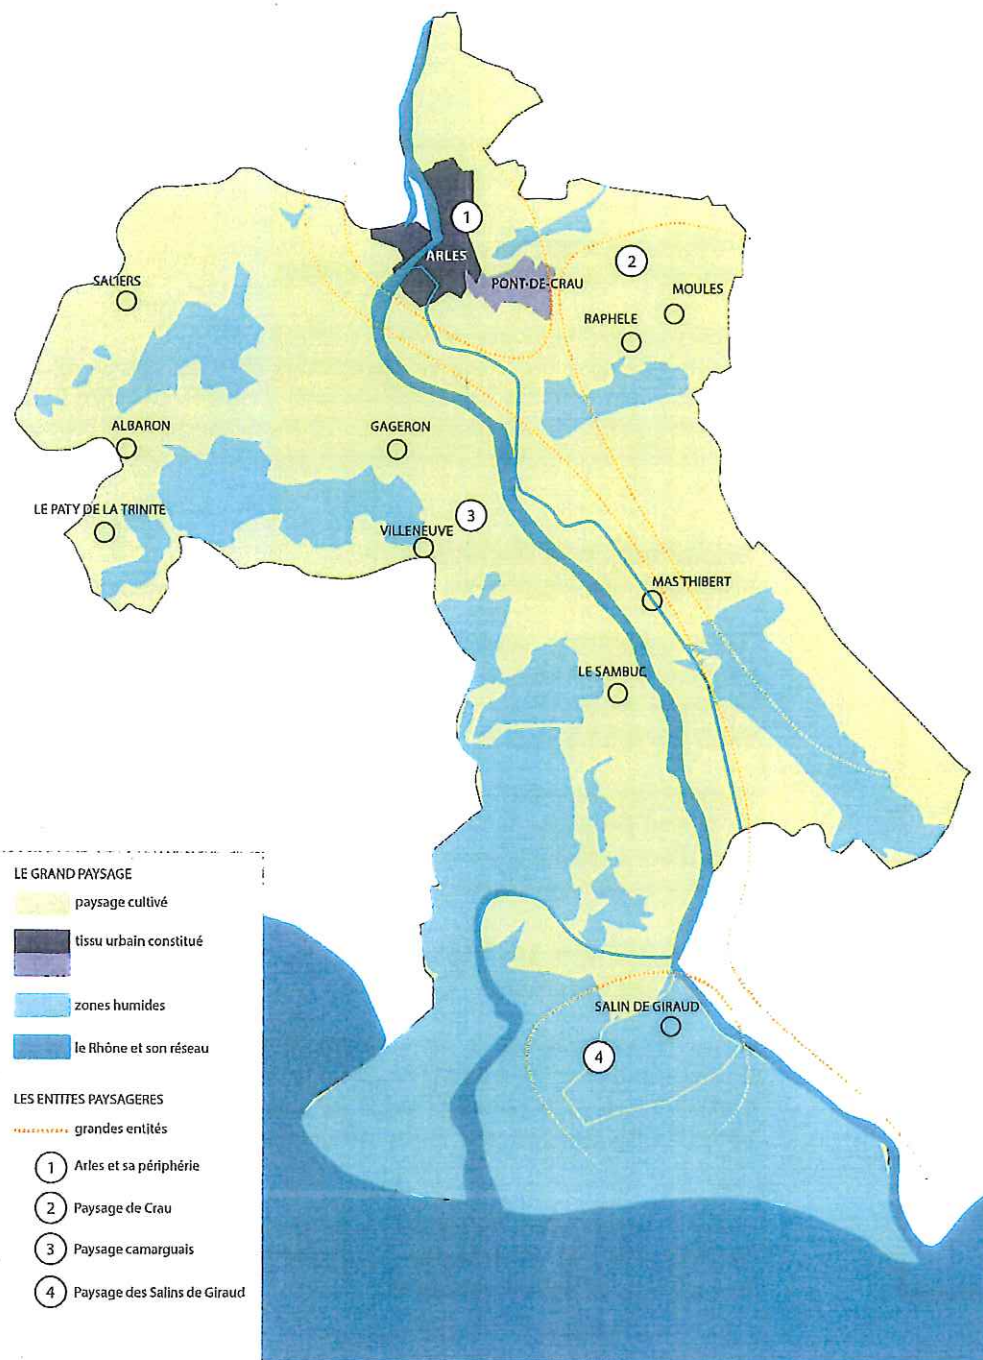 1
ARLES
2
SALIERS
PONT-DE-CRAU
MOULES
RAPHELE
ALBARON
GAGERON
LE PATY DE LA TRINITE
3
VILLENEUVE
MAS THIBERT
LE SAMBUC
SALIN DE GIRAUD
4
LE GRAND PAYSAGE
paysage cultivé
tissu urbain constitué
zones humides
le Rhône et son réseau
LES ENTITES PAYSAGERES
grandes entités
1 Arles et sa périphérie
2 Paysage de Crau
3 Paysage camarguais
4 Paysage des Salins de Giraud